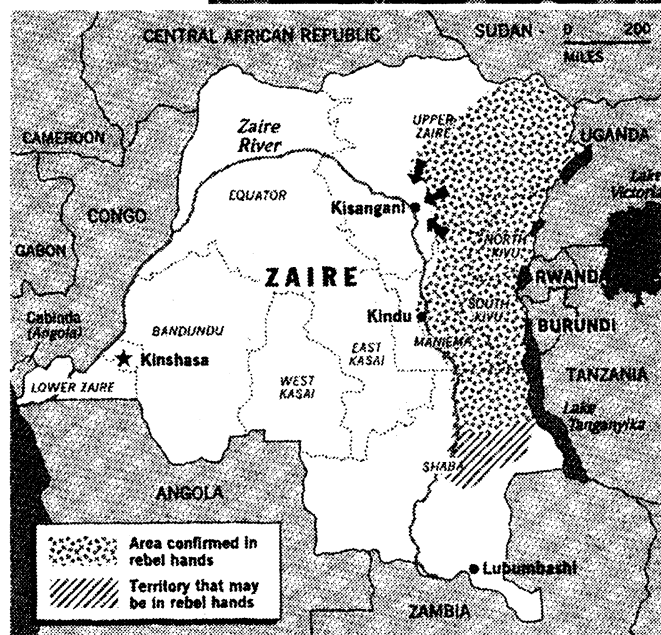 CENTRAL AFRICAN REPUBLIC
SUDAN
0 200
MILES
CAMEROON
Zaire
River
UPPER
ZAIRE
UGANDA
Lake
Victoria
EQUATOR
CONGO
Kisangani
GABON
NORTH
KIVU
ZAIRE
RWANDA
Cabinda
(Angola)
Kindu
SOUTH
KIVU
BURUNDI
BANDUNDU
MANIEMA
Kinshasa
EAST
KASAI
TANZANIA
LOWER ZAIRE
WEST
KASAI
Lake
Tanganyika
SHABA
ANGOLA
Area confirmed in
rebel hands
Territory that may
be in rebel hands
Lubumbashi
ZAMBIA